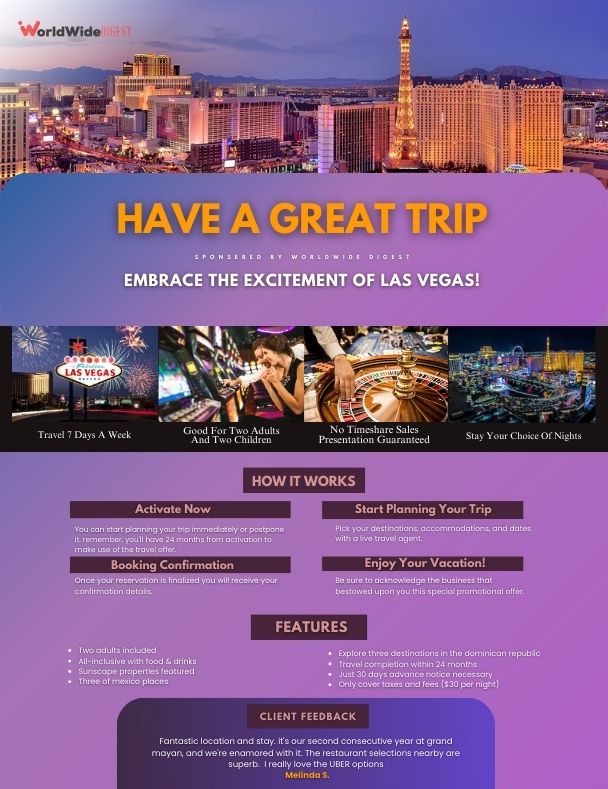 WorldWide DIGEST
HAVE A GREAT TRIP
SPONSERED BY WORLDWIDE DIGEST
EMBRACE THE EXCITEMENT OF LAS VEGAS!
Welcome
TO Fabulous
LAS VEGAS
NEVADA
Travel 7 Days A Week
Good For Two Adults
And Two Children
No Timeshare Sales
Presentation Guaranteed
Stay Your Choice Of Nights
HOW IT WORKS
Activate Now
You can start planning your trip immediately or postpone
it. remember, you'll have 24 months from activation to
make use of the travel offer.
Start Planning Your Trip
Pick your destinations, accommodations, and dates
with a live travel agent.
Booking Confirmation
Once your reservation is finalized you will receive your
confirmation details.
Enjoy Your Vacation!
Be sure to acknowledge the business that
bestowed upon you this special promotional offer.
FEATURES
• Two adults included
• All-inclusive with food & drinks
• Sunscape properties featured
• Three of mexico places
• Explore three destinations in the dominican republic
• Travel completion within 24 months
• Just 30 days advance notice necessary
• Only cover taxes and fees ($30 per night)
CLIENT FEEDBACK
Fantastic location and stay. it's our second consecutive year at grand
mayan, and we're enamored with it. The restaurant selections nearby are
superb. I really love the UBER options
Melinda S.